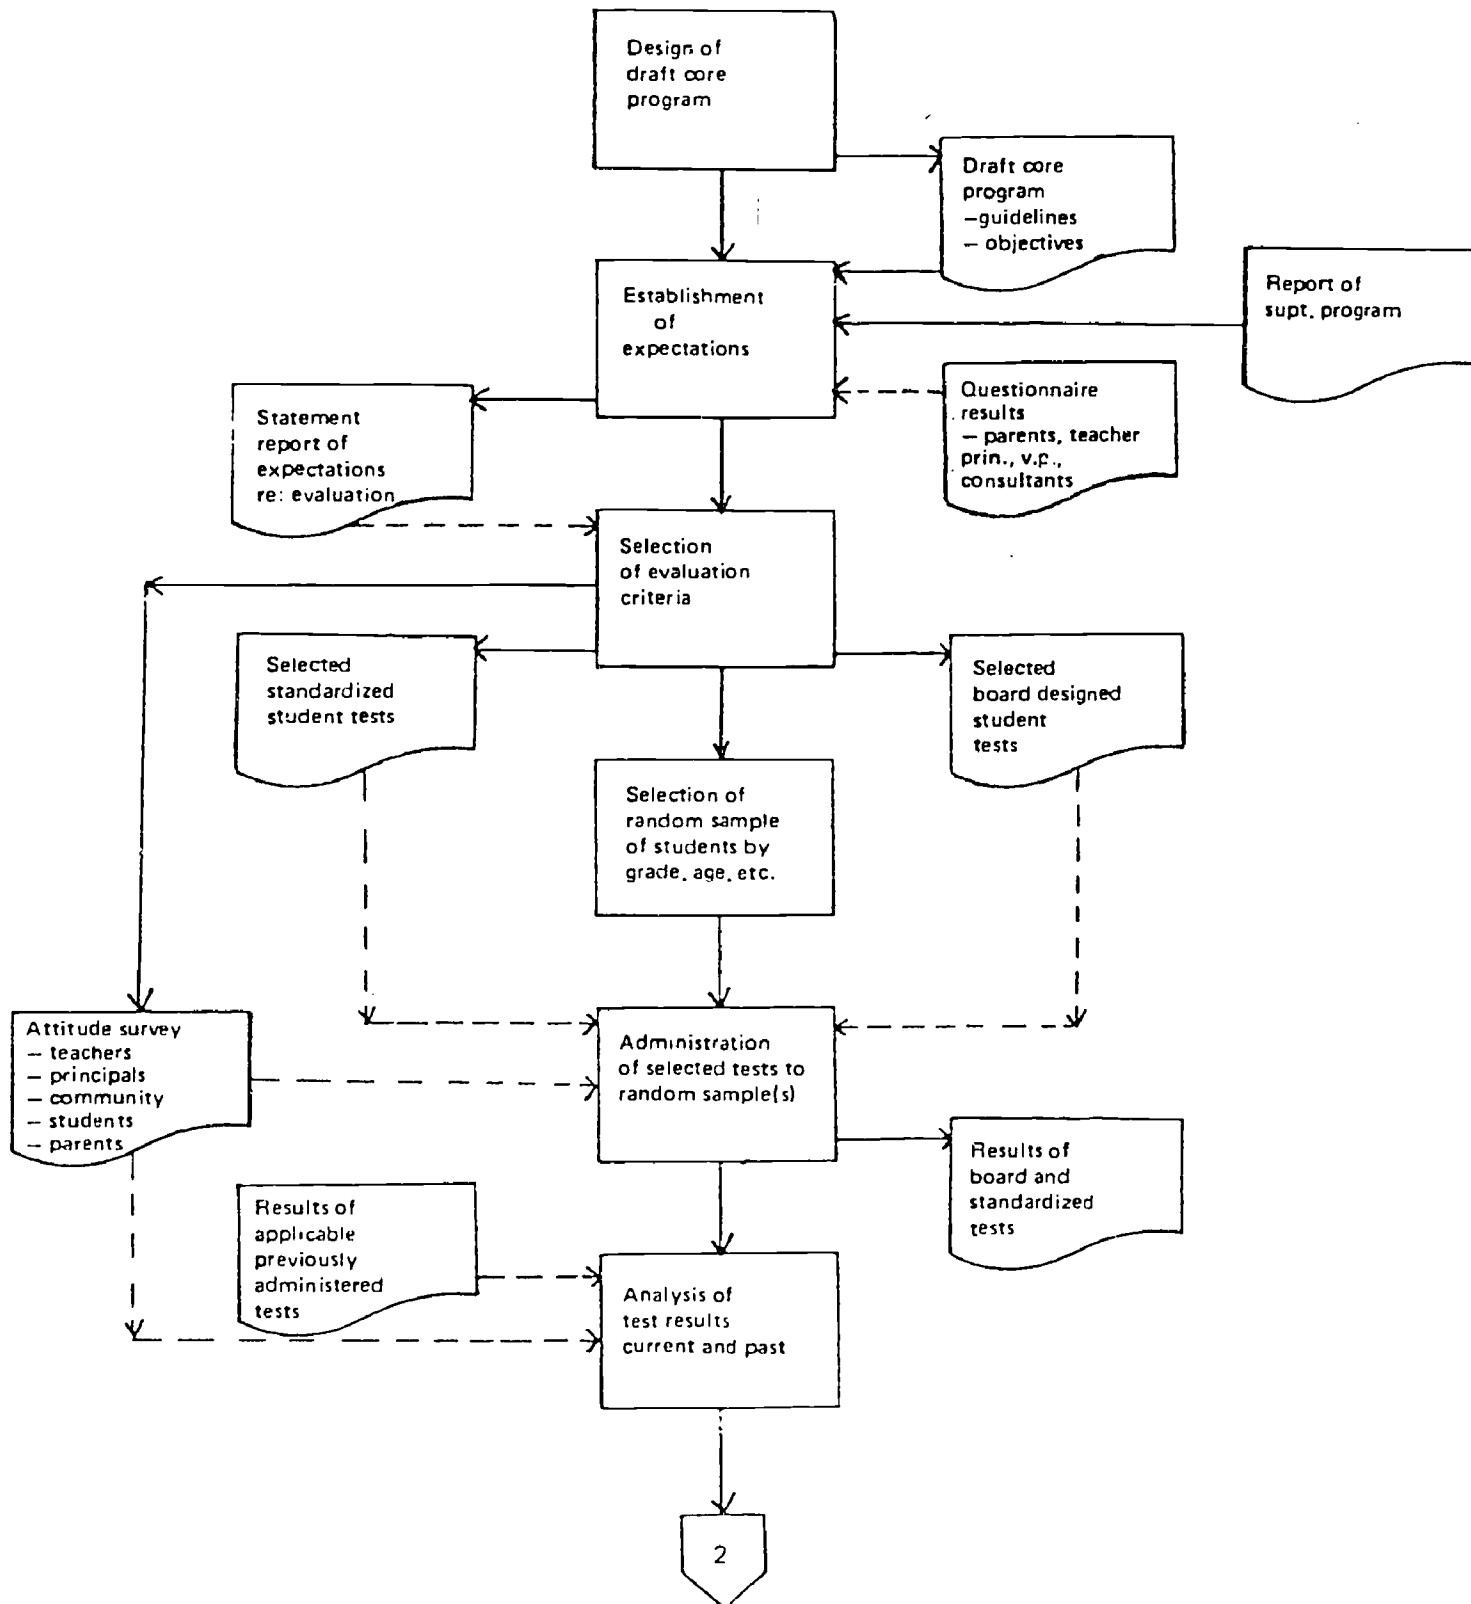 Design of
draft core
program
Draft core
program
–guidelines
– objectives
Report of
supt. program
Establishment
of
expectations
Questionnaire
results
– parents, teacher
prin., v.p.,
consultants
Statement
report of
expectations
re: evaluation
Selection
of evaluation
criteria
Selected
standardized
student tests
Selected
board designed
student
tests
Selection of
random sample
of students by
grade, age, etc.
Attitude survey
– teachers
– principals
– community
– students
– parents
Administration
of selected tests to
random sample(s)
Results of
board and
standardized
tests
Results of
applicable
previously
administered
tests
Analysis of
test results
current and past
2